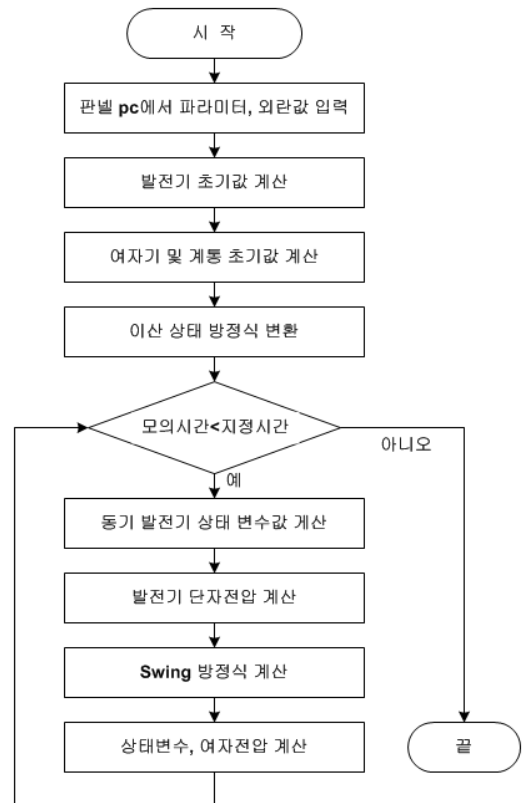 시 작
판넬 pc에서 파라미터, 외란값 입력
발전기 초기값 계산
여자기 및 계통 초기값 계산
이산 상태 방정식 변환
모의시간<지정시간
아니오
예
동기 발전기 상태 변수값 게산
발전기 단자전압 계산
Swing 방정식 계산
상태변수, 여자전압 계산
끝